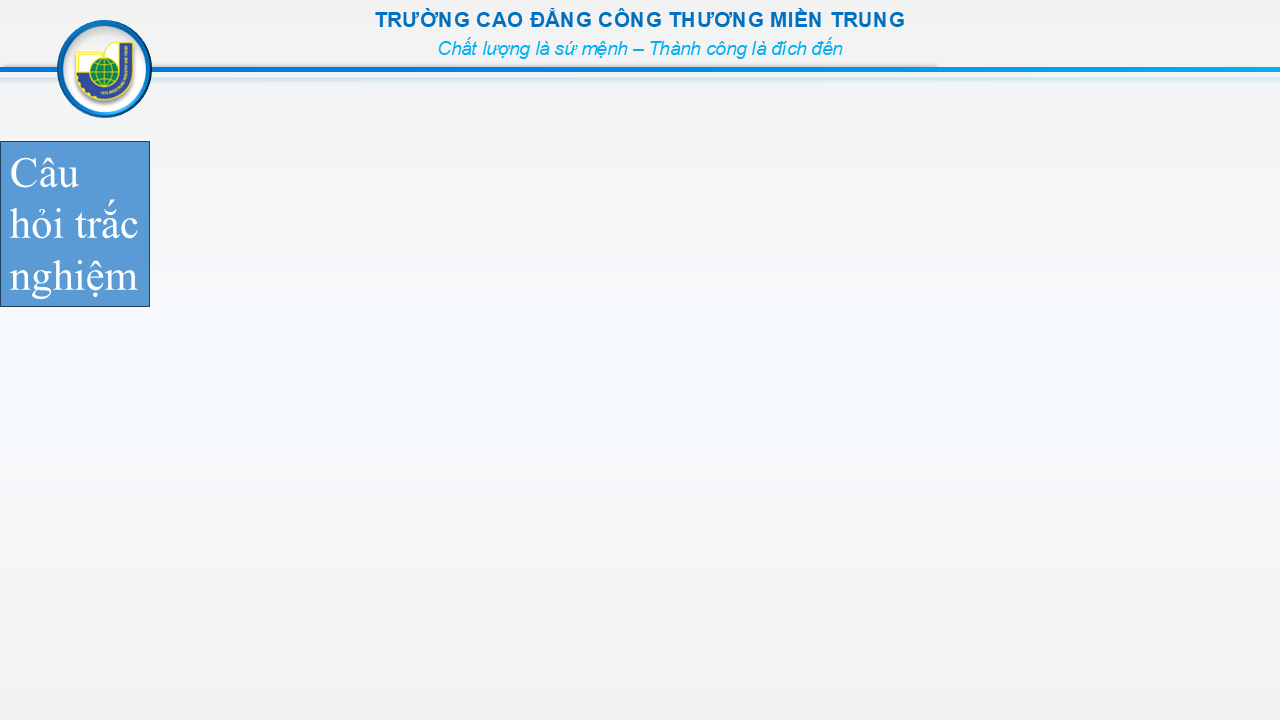 TRƯỜNG CAO ĐẲNG CÔNG THƯƠNG MIỀN TRUNG
Chất lượng là sứ mệnh – Thành công là đích đến
Câu
hỏi trắc
nghiệm